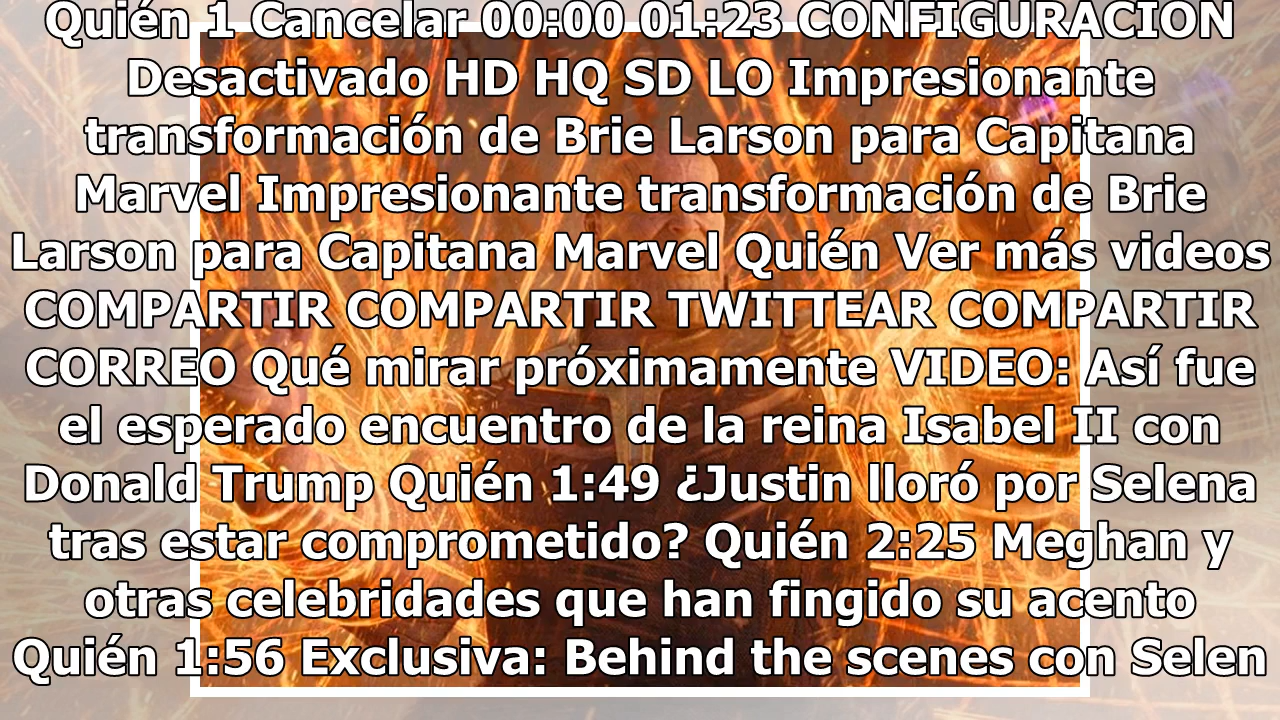 Quién 1 Cancelar 00:00 01:23 CONFIGURACIÓN
Desactivado HD HQ SD LO Impresionante
transformación de Brie Larson para Capitana
Marvel Impresionante transformación de Brie
Larson para Capitana Marvel Quién Ver más videos
COMPARTIR COMPARTIR TWITTEAR COMPARTIR
CORREO Qué mirar próximamente VIDEO: Así fue
el esperado encuentro de la reina Isabel II con
Donald Trump Quién 1:49 ¿Justin lloró por Selena
tras estar comprometido? Quién 2:25 Meghan y
otras celebridades que han fingido su acento
Quién 1:56 Exclusiva: Behind the scenes con Selen